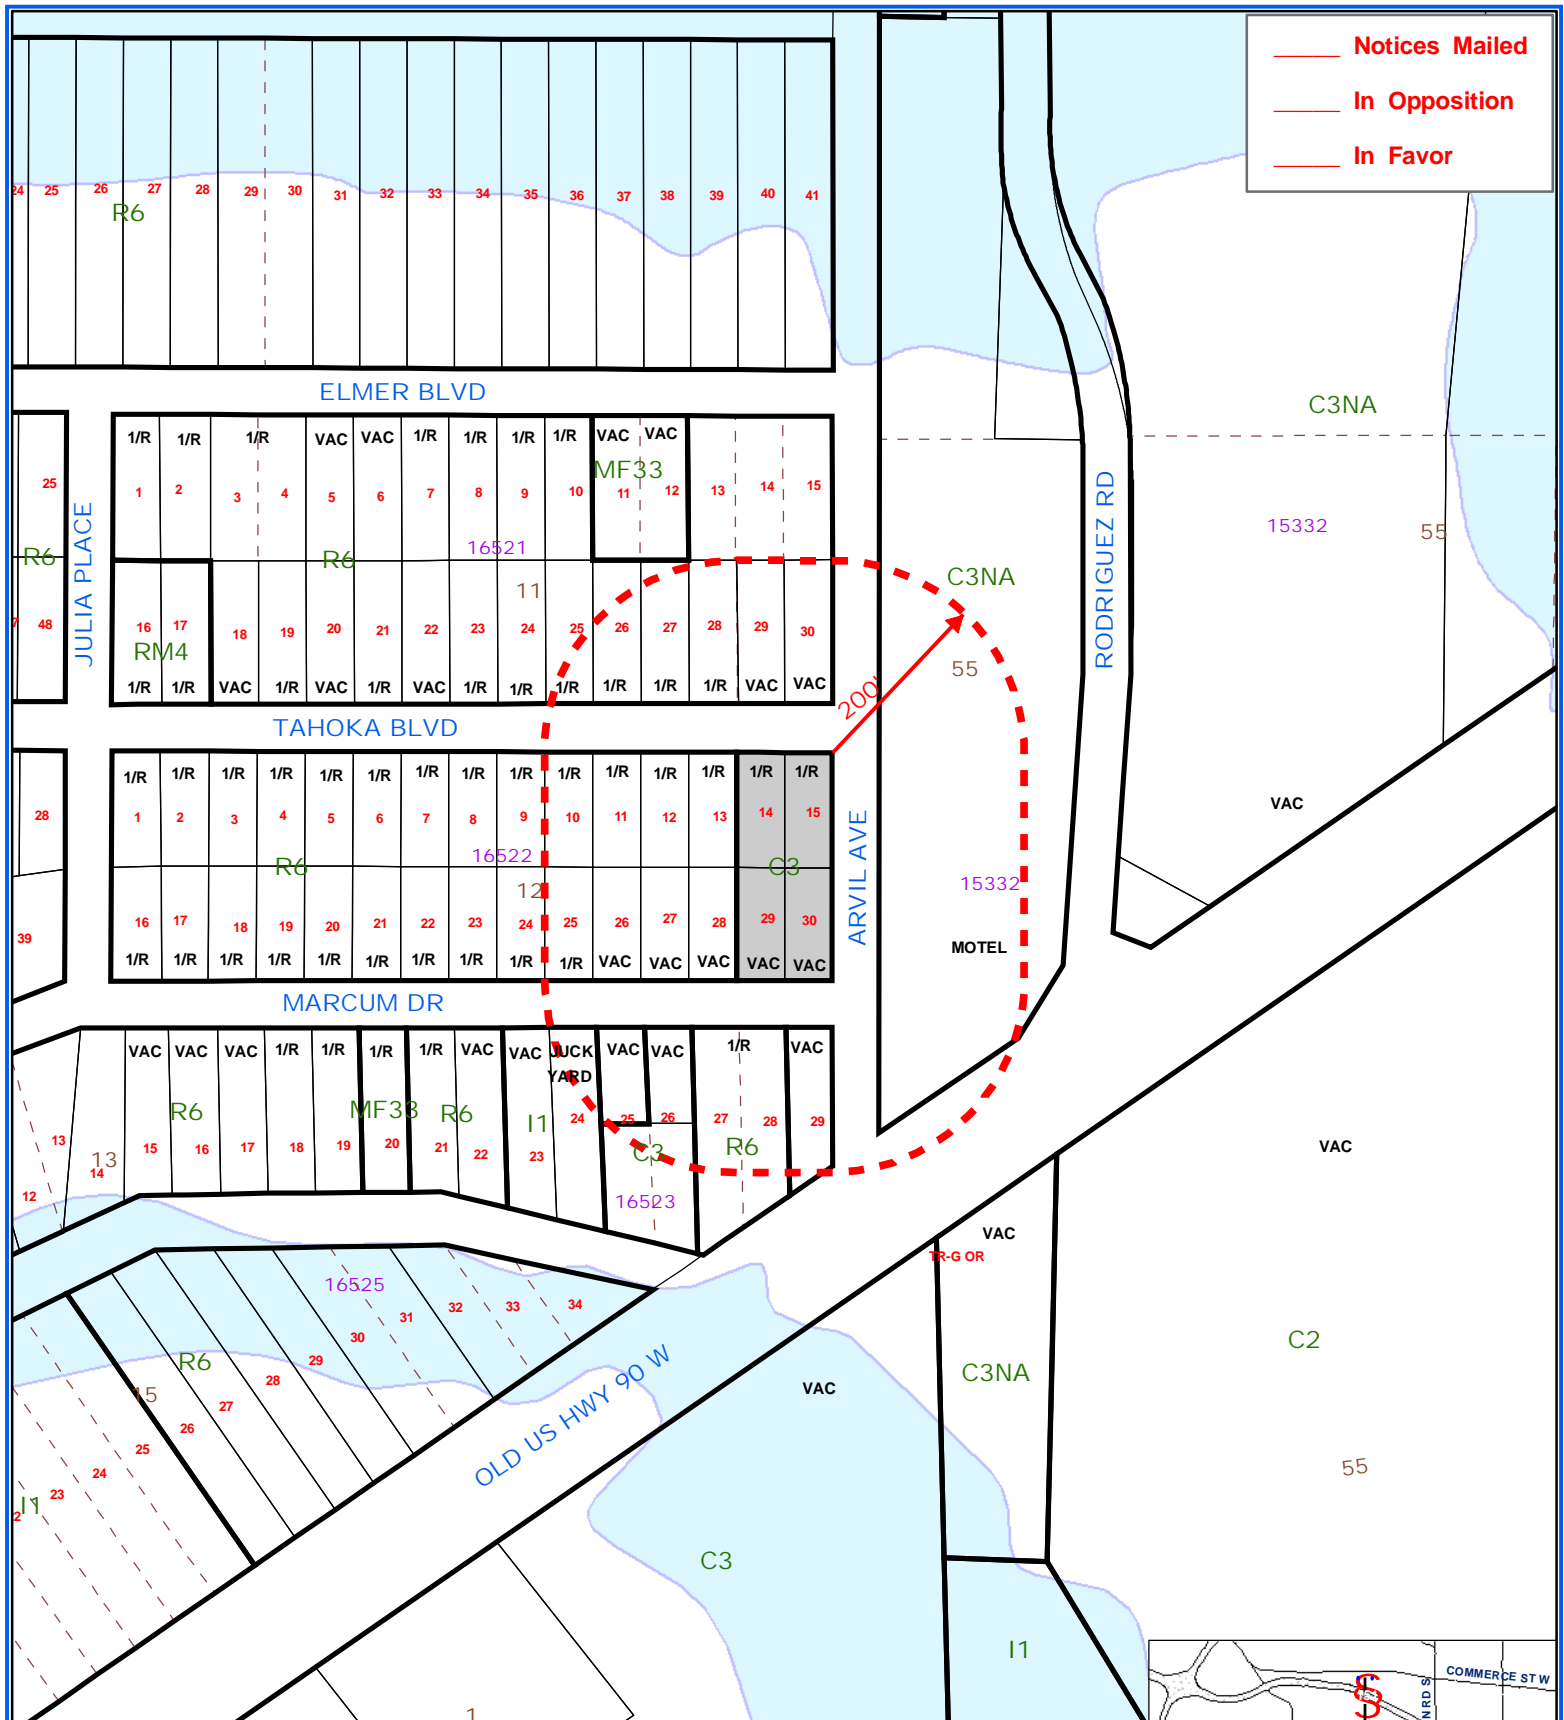 _____ Notices Mailed
_____ In Opposition
_____ In Favor
24 25 26 27 28 29 30 31 32 33 34 35 36 37 38 39 40 41
R6
ELMER BLVD
C3NA
1/R 1/R 1/R VAC VAC 1/R 1/R 1/R 1/R VAC VAC
MF33
25 1 2 3 4 5 6 7 8 9 10 11 12 13 14 15
JULIA PLACE
RODRIGUEZ RD
15332 55
R6 R6 16521
11
C3NA
48 16 17 18 19 20 21 22 23 24 25 26 27 28 29 30
RM4
55
1/R 1/R VAC 1/R VAC 1/R VAC 1/R 1/R 1/R 1/R 1/R 1/R VAC VAC
200'
TAHOKA BLVD
1/R 1/R 1/R 1/R 1/R 1/R 1/R 1/R 1/R 1/R 1/R 1/R 1/R 1/R 1/R
VAC
28 1 2 3 4 5 6 7 8 9 10 11 12 13 14 15
ARVIL AVE
R6 16522 C3
12
15332
39 16 17 18 19 20 21 22 23 24 25 26 27 28 29 30
MOTEL
1/R 1/R 1/R 1/R 1/R 1/R 1/R 1/R 1/R 1/R VAC VAC VAC VAC VAC
MARCUM DR
VAC VAC VAC 1/R 1/R 1/R 1/R VAC VAC JUCK VAC VAC 1/R VAC
YARD
R6 MF33 R6 I1 C3 R6
12 13 14 15 16 17 18 19 20 21 22 23 24 25 26 27 28 29
13
VAC
16523
VAC
TR-G OR
16525
31 32 33 34
30
29
28
27
26
25
24
23
R6
15
C2
C3NA
VAC
OLD US HWY 90 W
55
I1
C3
I1
1
COMMERCE ST W
NRD S